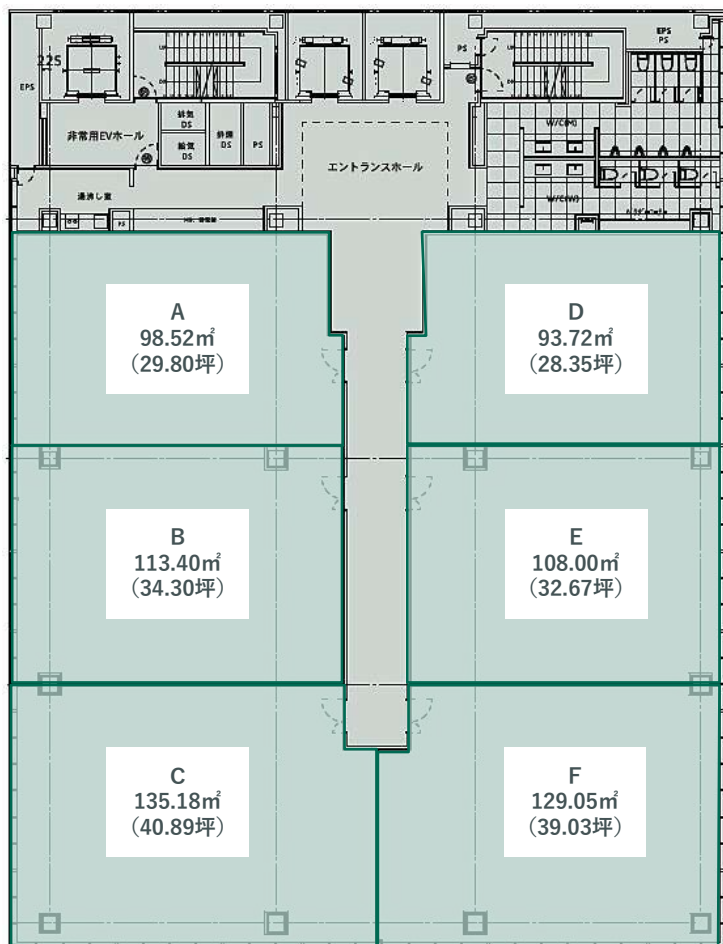 EPS
225
PS
EPS
PS
非常用EVホール
排気
DS
給気
DS
排煙
DS
PS
エントランスホール
W/C(M)
W/C(W)
湯沸し室
PS
A
98.52㎡
（29.80坪）
D
93.72㎡
（28.35坪）
B
113.40㎡
（34.30坪）
E
108.00㎡
（32.67坪）
C
135.18㎡
（40.89坪）
F
129.05㎡
（39.03坪）